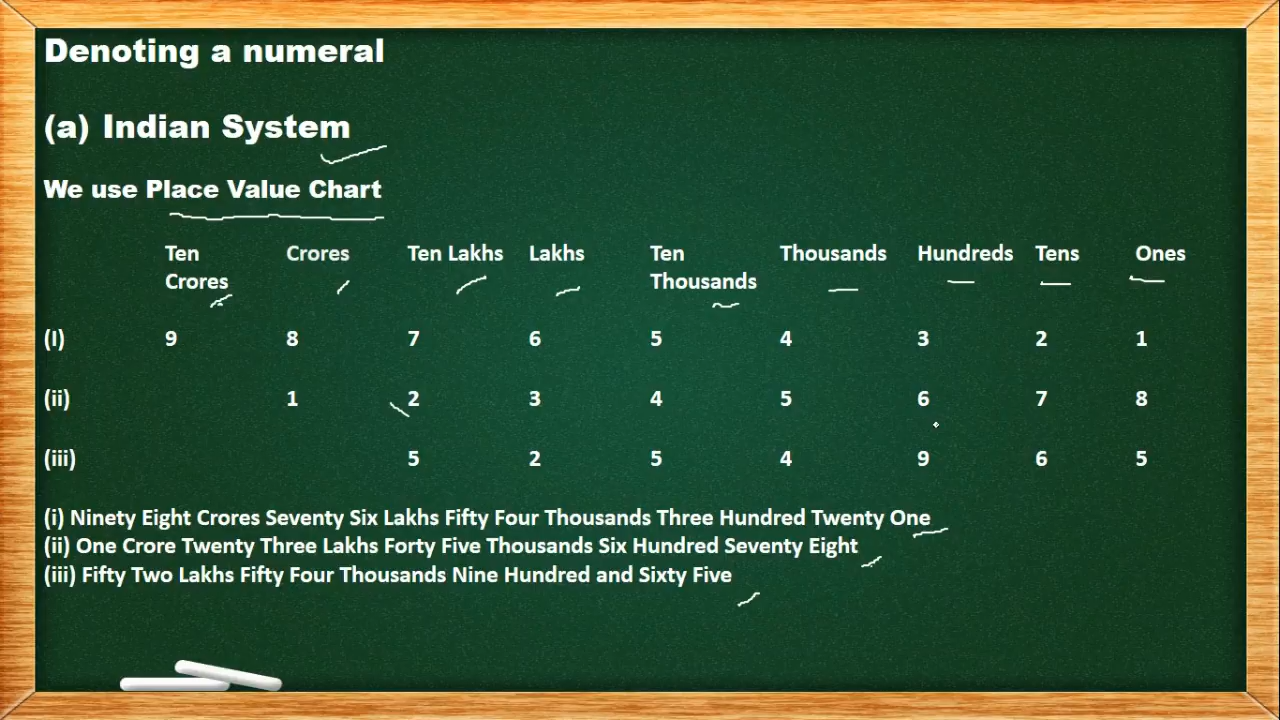 Denoting a numeral
(a) Indian System
We use Place Value Chart
Ten Crores Crores Ten Lakhs Lakhs Ten Thousands Thousands Hundreds Tens Ones
(I) 9 8 7 6 5 4 3 2 1
(ii) 1 2 3 4 5 6 7 8
(iii) 5 2 5 4 9 6 5
(i) Ninety Eight Crores Seventy Six Lakhs Fifty Four Thousands Three Hundred Twenty One
(ii) One Crore Twenty Three Lakhs Forty Five Thousands Six Hundred Seventy Eight
(iii) Fifty Two Lakhs Fifty Four Thousands Nine Hundred and Sixty Five